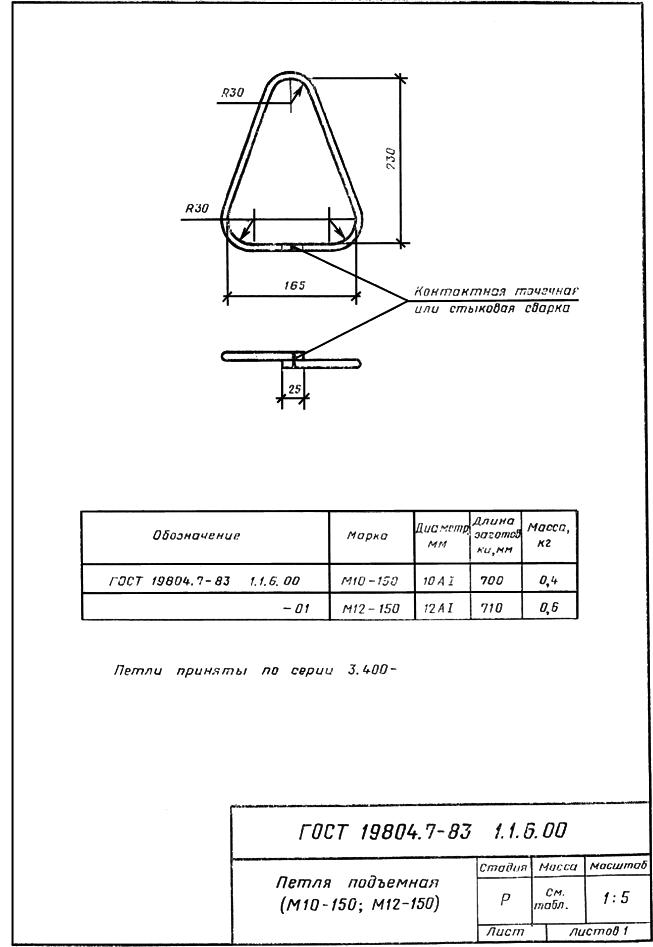 R30
230
R30
165
Контактная точечная
или стыковая сварка
25
Обозначение Марка Диаметр, мм Длина заготовки, мм Масса, кг
ГОСТ 19804.7-83 1.1.6.00 М10-150 10АI 700 0,4
-01 М12-150 12АI 710 0,6
Петли приняты по серии 3.400-
ГОСТ 19804.7-83 1.1.6.00
Петля подъемная
(М10-150; М12-150)
Стадия Масса Масштаб
Р См. табл. 1:5
Лист Листов 1